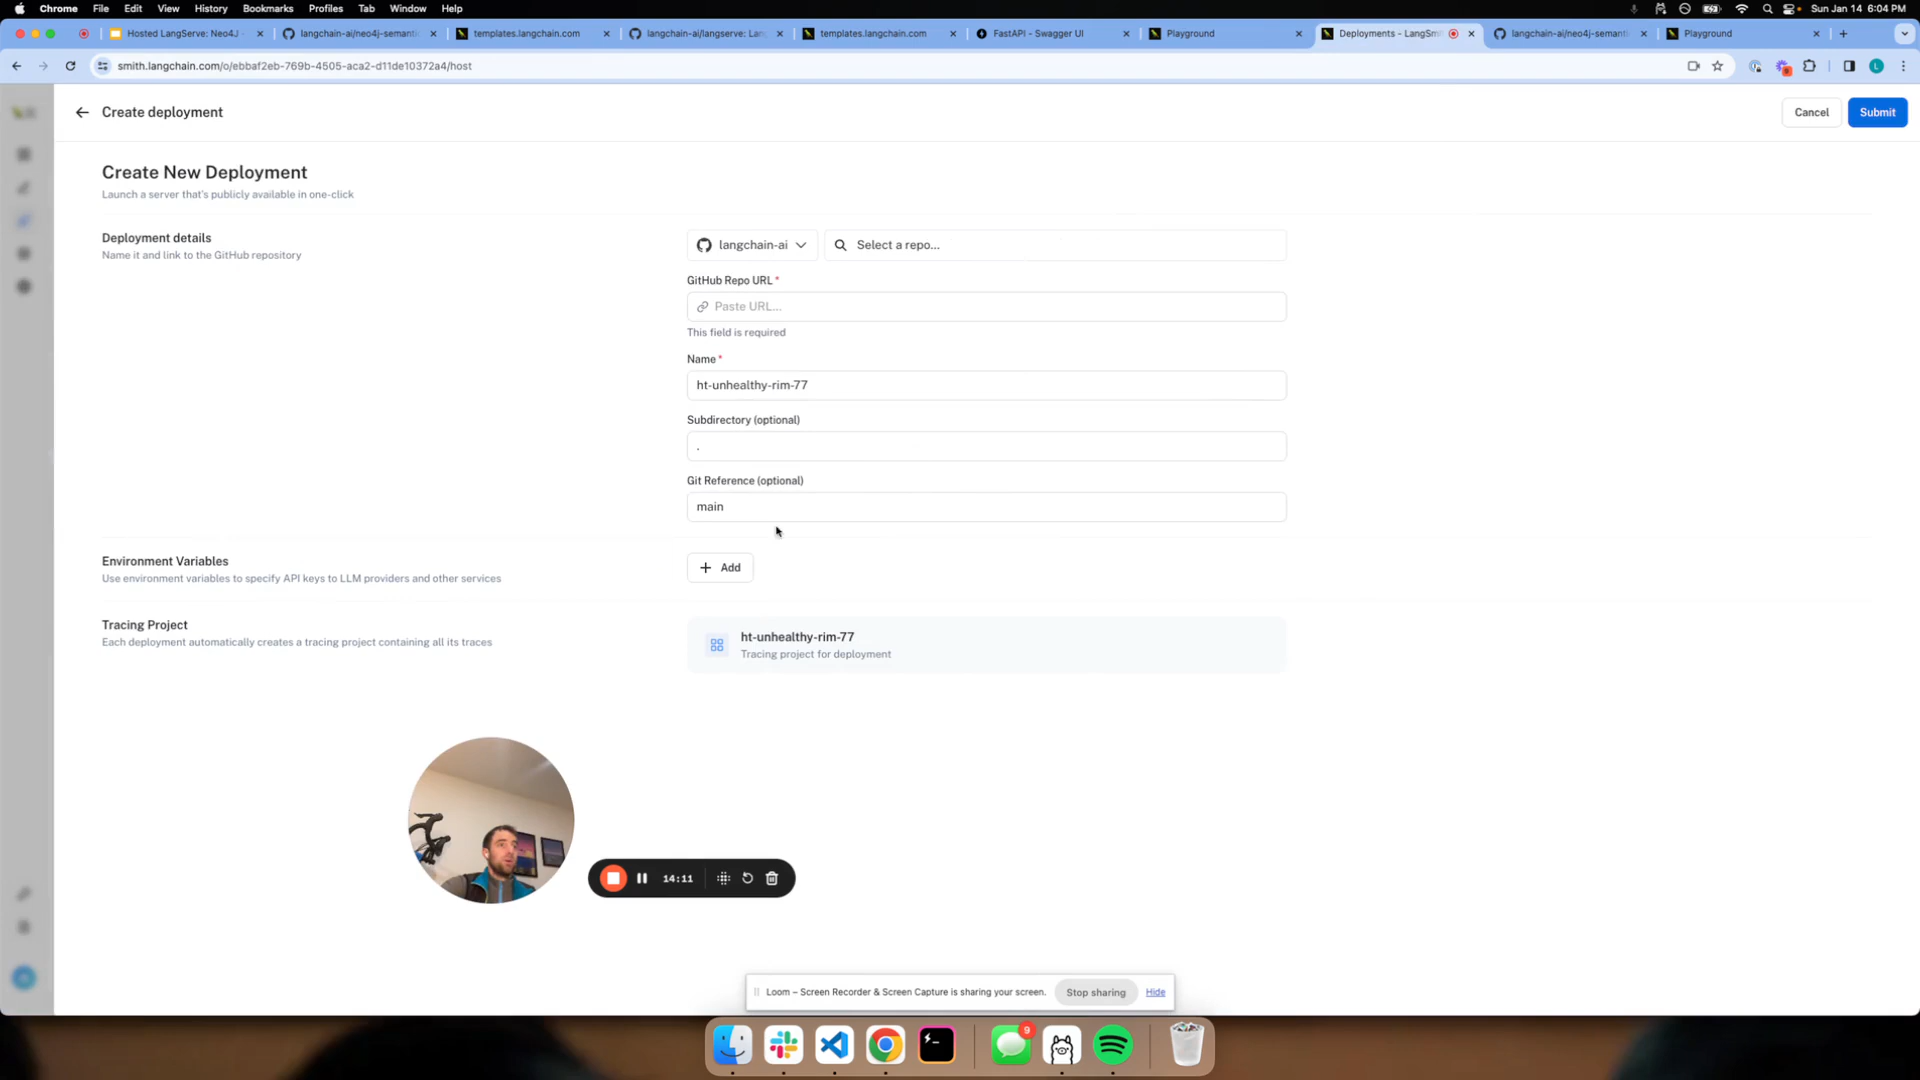 Chrome File Edit View History Bookmarks Profiles Tab Window Help Sun Jan 14 6:04 PM
Hosted LangServe: Neo4J - langchain-ai/neo4j-semanti templates.langchain.com langchain-ai/langserve: Lan templates.langchain.com FastAPI - Swagger UI Playground Deployments - LangSmi langchain-ai/neo4j-semanti Playground
smith.langchain.com/o/ebbaf2eb-769b-4505-aca2-d11de10372a4/host
Create deployment Cancel Submit
Create New Deployment
Launch a server that's publicly available in one-click
Deployment details
Name it and link to the GitHub repository
langchain-ai Select a repo...
GitHub Repo URL *
Paste URL...
This field is required
Name *
ht-unhealthy-rim-77
Subdirectory (optional)
.
Git Reference (optional)
main
Environment Variables
Use environment variables to specify API keys to LLM providers and other services
+ Add
Tracing Project
Each deployment automatically creates a tracing project containing all its traces
ht-unhealthy-rim-77
Tracing project for deployment
14:11
Loom – Screen Recorder & Screen Capture is sharing your screen. Stop sharing Hide
9